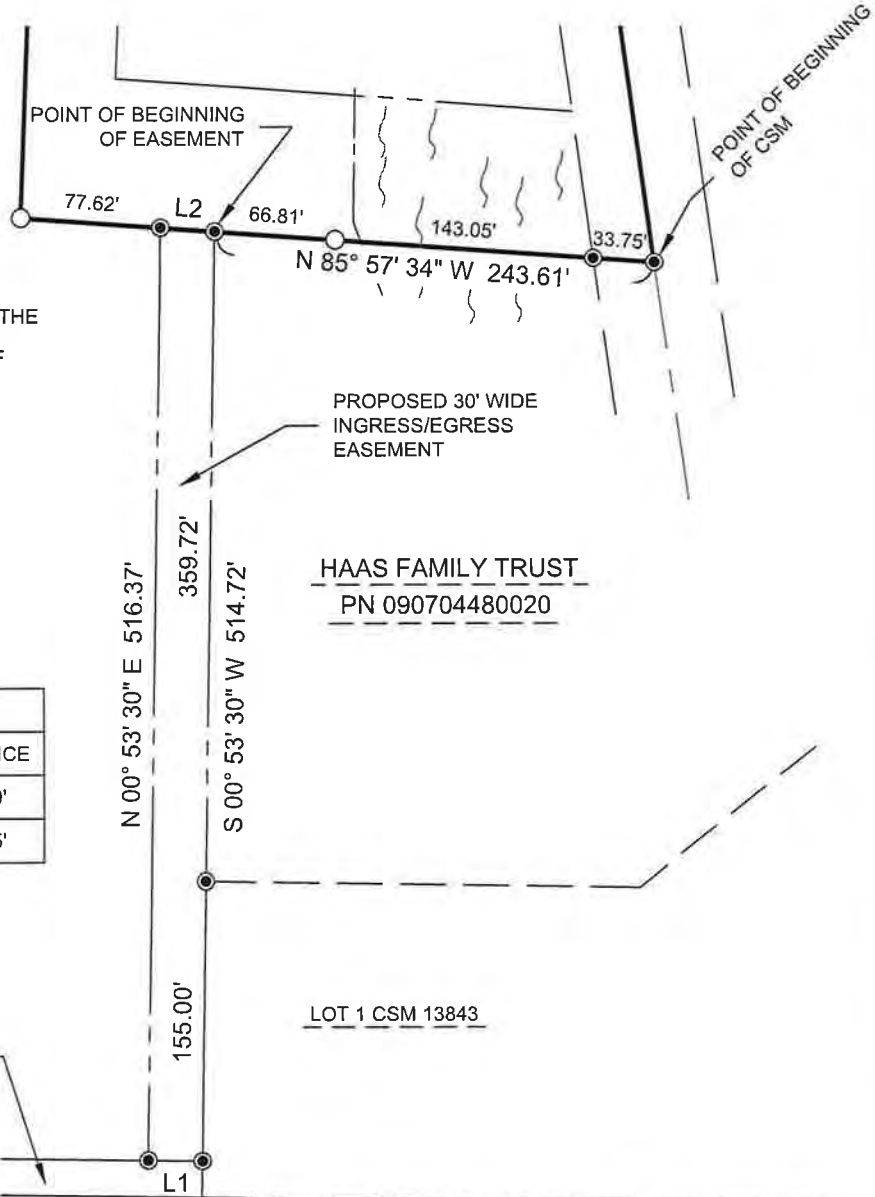 POINT OF BEGINNING
OF CSM
POINT OF BEGINNING
OF EASEMENT
77.62'
L2
66.81'
143.05'
33.75'
N 85° 57' 34" W 243.61'
THE
PROPOSED 30' WIDE
INGRESS/EGRESS
EASEMENT
N 00° 53' 30" E 516.37'
359.72'
S 00° 53' 30" W 514.72'
HAAS FAMILY TRUST
PN 090704480020
155.00'
LOT 1 CSM 13843
L1